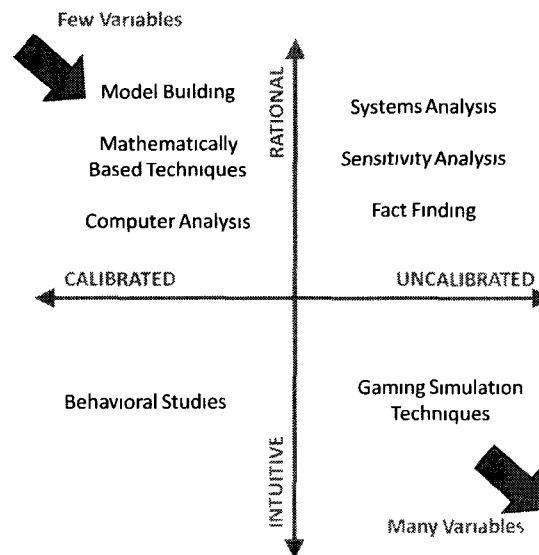 Few Variables
Model Building
Mathematically
Based Techniques
Computer Analysis
RATIONAL
Systems Analysis
Sensitivity Analysis
Fact Finding
CALIBRATED
UNCALIBRATED
Behavioral Studies
Gaming Simulation
Techniques
INTUITIVE
Many Variables